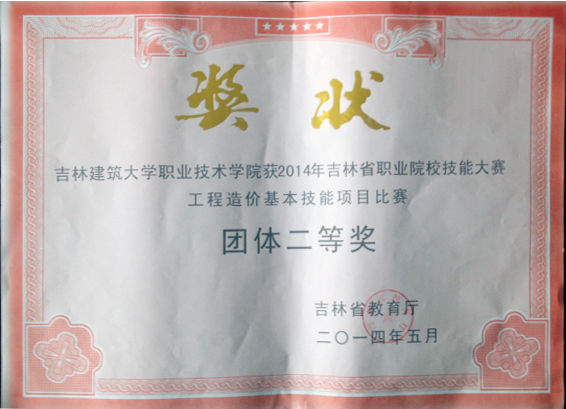 奖状
吉林建筑大学职业技术学院获2014年吉林省职业院校技能大赛
工程造价基本技能项目比赛
团体二等奖
吉林省教育厅
二〇一四年五月